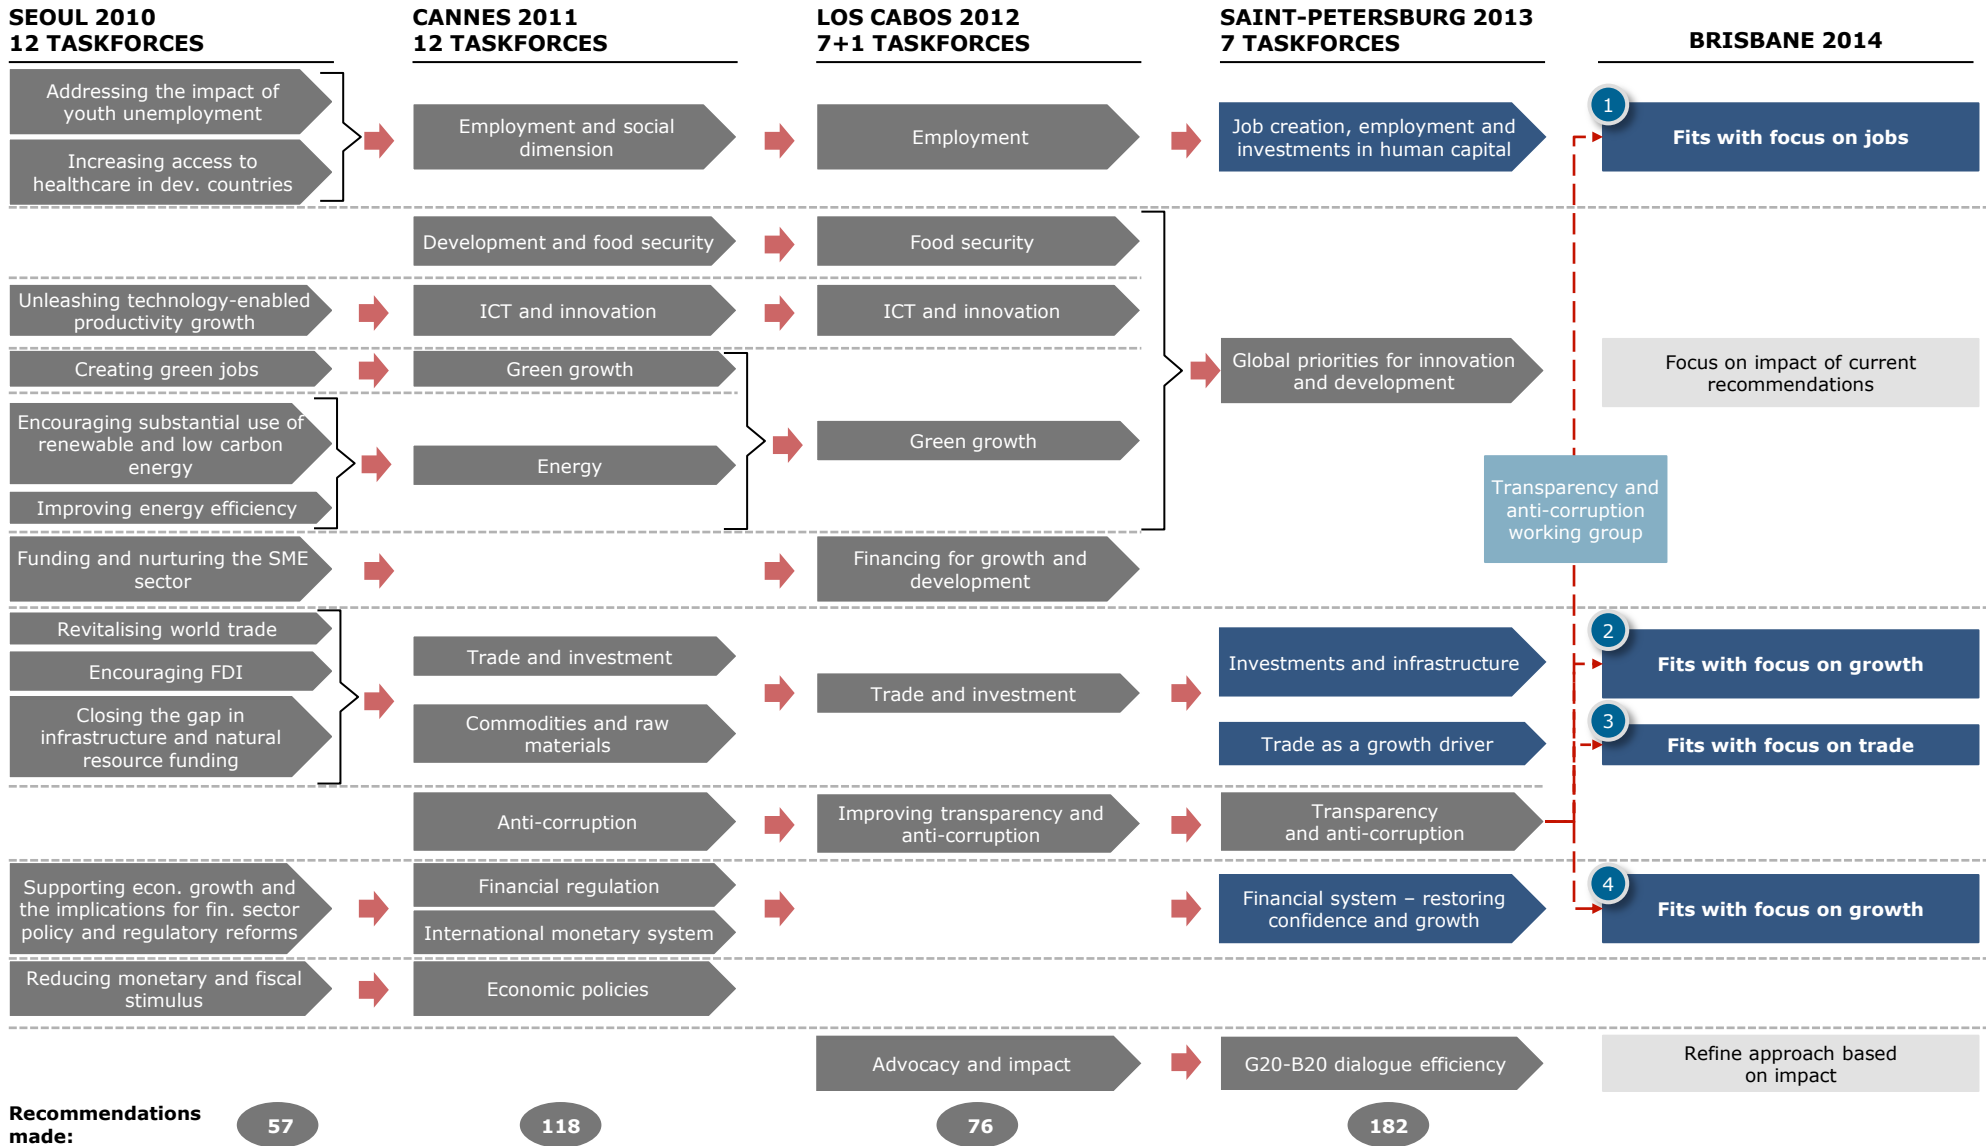 SEOUL 2010
12 TASKFORCES
CANNES 2011
12 TASKFORCES
LOS CABOS 2012
7+1 TASKFORCES
SAINT-PETERSBURG 2013
7 TASKFORCES
BRISBANE 2014
Addressing the impact of
youth unemployment
Increasing access to
healthcare in dev. countries
Employment and social
dimension
Employment
Job creation, employment and
investments in human capital
1
Fits with focus on jobs
Development and food security
Food security
Unleashing technology-enabled
productivity growth
ICT and innovation
ICT and innovation
Creating green jobs
Green growth
Global priorities for innovation
and development
Focus on impact of current
recommendations
Encouraging substantial use of
renewable and low carbon
energy
Improving energy efficiency
Energy
Green growth
Transparency and
anti-corruption
working group
Funding and nurturing the SME
sector
Financing for growth and
development
Revitalising world trade
Encouraging FDI
Closing the gap in
infrastructure and natural
resource funding
Trade and investment
Commodities and raw
materials
Trade and investment
Investments and infrastructure
Trade as a growth driver
2
Fits with focus on growth
3
Fits with focus on trade
Anti-corruption
Improving transparency and
anti-corruption
Transparency
and anti-corruption
Supporting econ. growth and
the implications for fin. sector
policy and regulatory reforms
Financial regulation
International monetary system
Financial system – restoring
confidence and growth
4
Fits with focus on growth
Reducing monetary and fiscal
stimulus
Economic policies
Advocacy and impact
G20-B20 dialogue efficiency
Refine approach based
on impact
Recommendations
made:
57
118
76
182